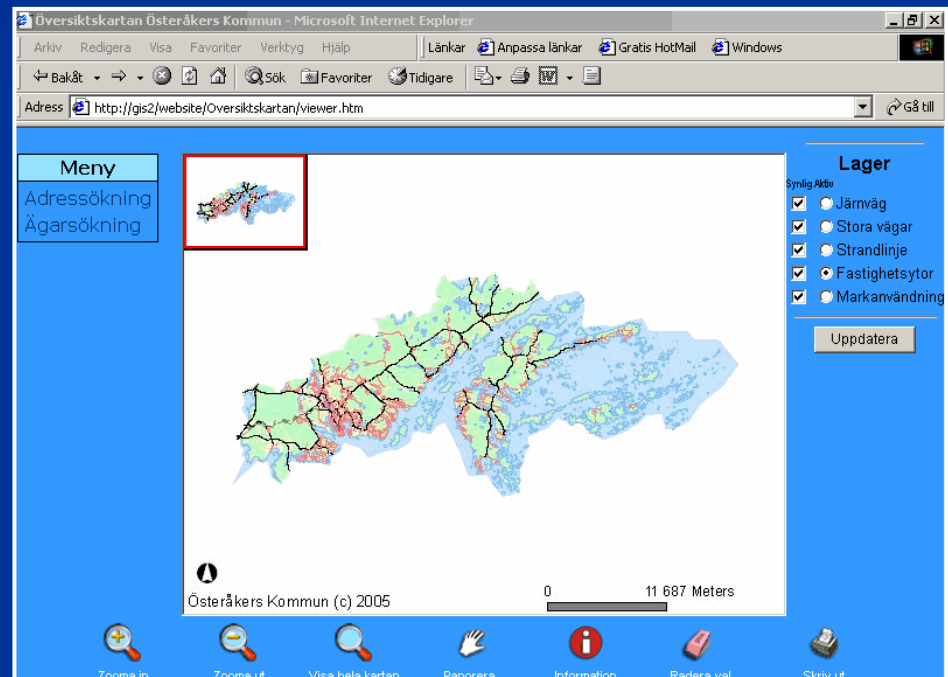 Översiktskartan Österåkers Kommun - Microsoft Internet Explorer
Arkiv Redigera Visa Favoriter Verktyg Hjälp Länkar Anpassa länkar Gratis HotMail Windows
Bakåt Sök Favoriter Tidigare
Adress http://gis2/website/Oversiktskartan/viewer.htm Gå till
Meny
Adressökning
Ägarsökning
Lager
Synlig Aktiv
Järnväg
Stora vägar
Strandlinje
Fastighetsytor
Markanvändning
Uppdatera
0 11 687 Meters
Österåkers Kommun (c) 2005
Zooma in Zooma ut Visa hela kartan Panorera Information Radera val Skriv ut